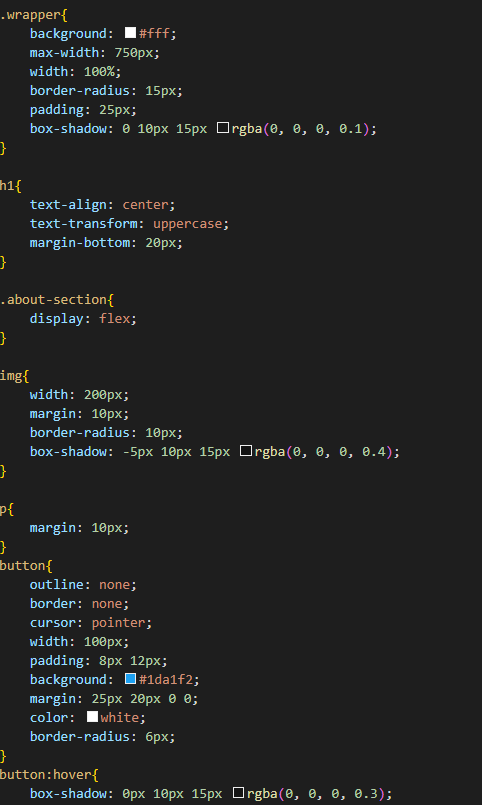 .wrapper{
    background: #fff;
    max-width: 750px;
    width: 100%;
    border-radius: 15px;
    padding: 25px;
    box-shadow: 0 10px 15px rgba(0, 0, 0, 0.1);
}

h1{
    text-align: center;
    text-transform: uppercase;
    margin-bottom: 20px;
}

.about-section{
    display: flex;
}

img{
    width: 200px;
    margin: 10px;
    border-radius: 10px;
    box-shadow: -5px 10px 15px rgba(0, 0, 0, 0.4);
}

p{
    margin: 10px;
}
button{
    outline: none;
    border: none;
    cursor: pointer;
    width: 100px;
    padding: 8px 12px;
    background: #1da1f2;
    margin: 25px 20px 0 0;
    color: white;
    border-radius: 6px;
}
button:hover{
    box-shadow: 0px 10px 15px rgba(0, 0, 0, 0.3);